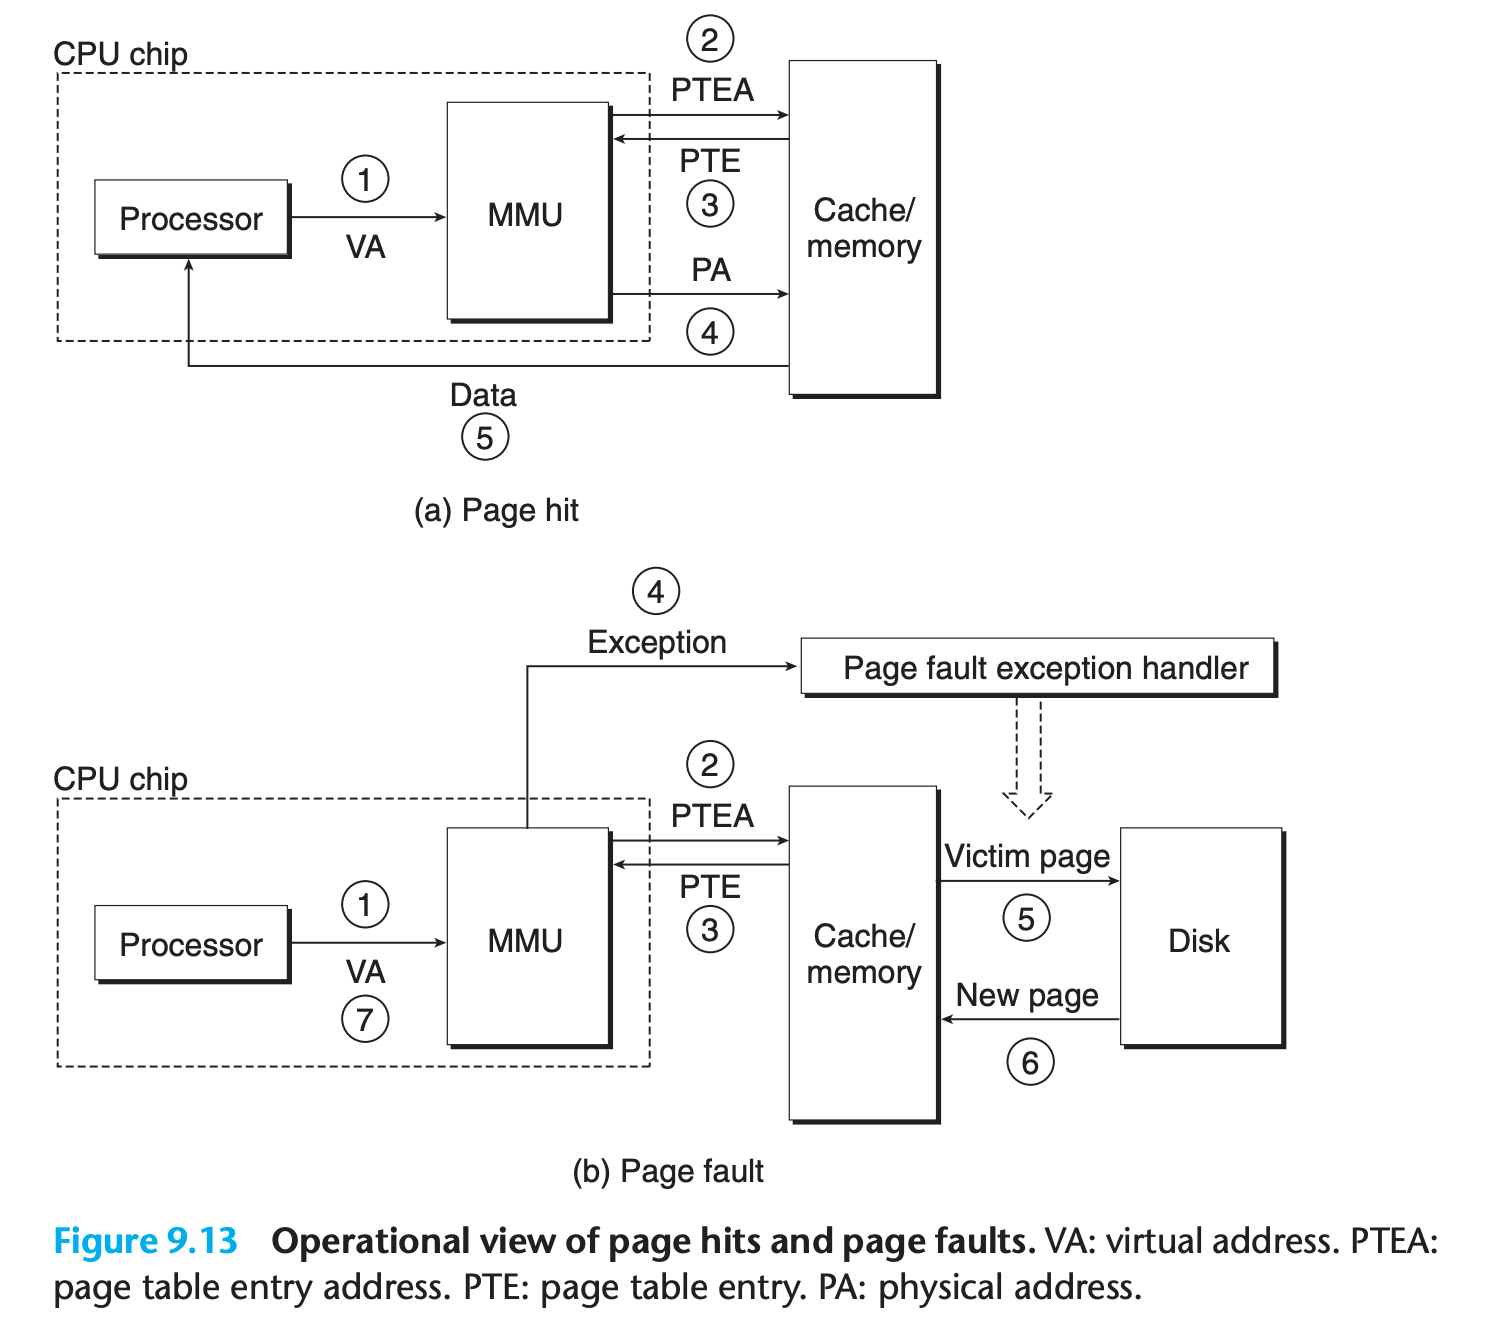 CPU chip
2
PTEA
1
Processor
VA
MMU
PTE
3
Cache/
memory
PA
4
Data
5
(a) Page hit
4
Exception
Page fault exception handler
CPU chip
2
PTEA
1
Processor
VA
7
MMU
PTE
3
Cache/
memory
Victim page
5
Disk
New page
6
(b) Page fault
Figure 9.13 Operational view of page hits and page faults. VA: virtual address. PTEA:
page table entry address. PTE: page table entry. PA: physical address.